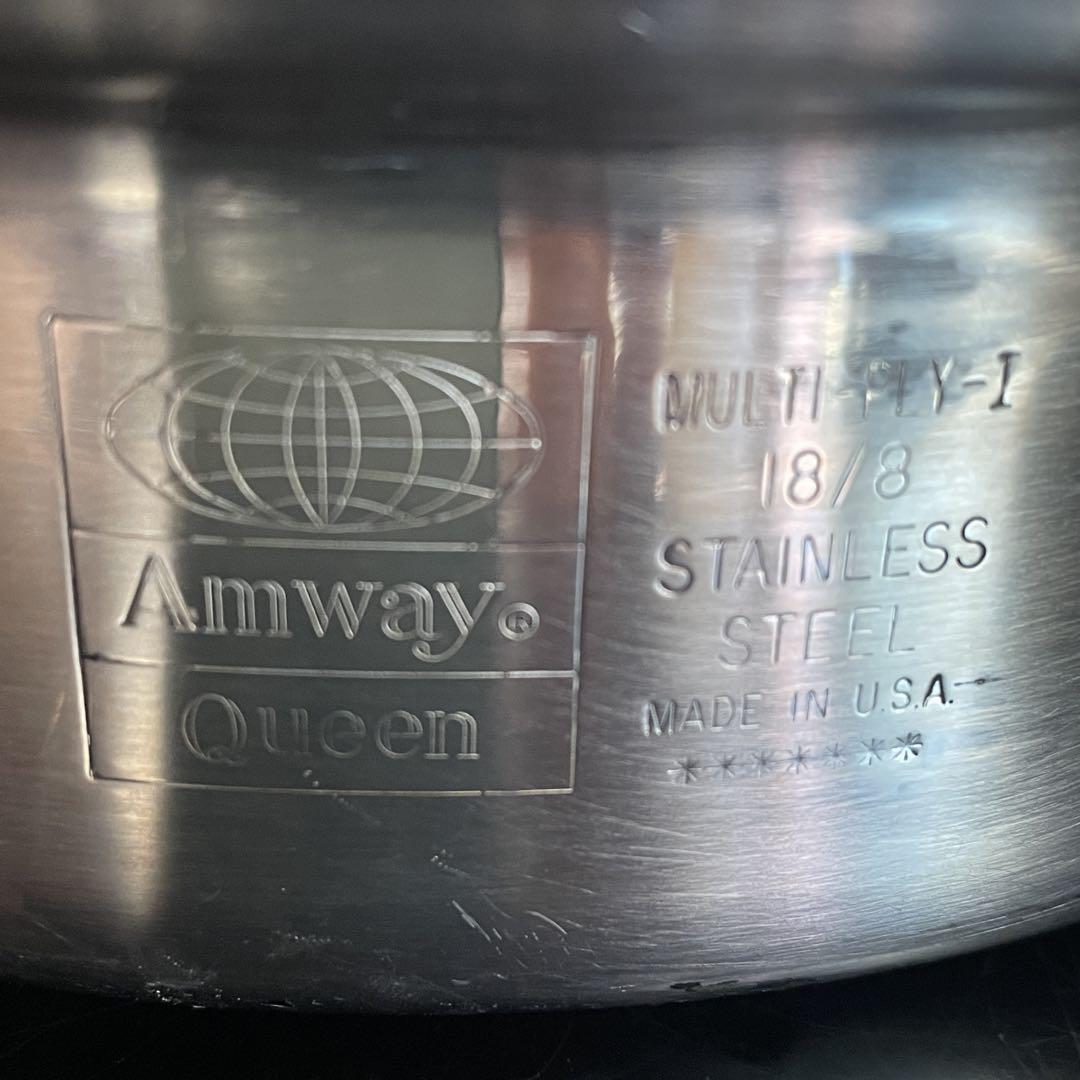 Amway®
Queen
MULTI-PLY-I
18/8
STAINLESS
STEEL
MADE IN U.S.A.
*******